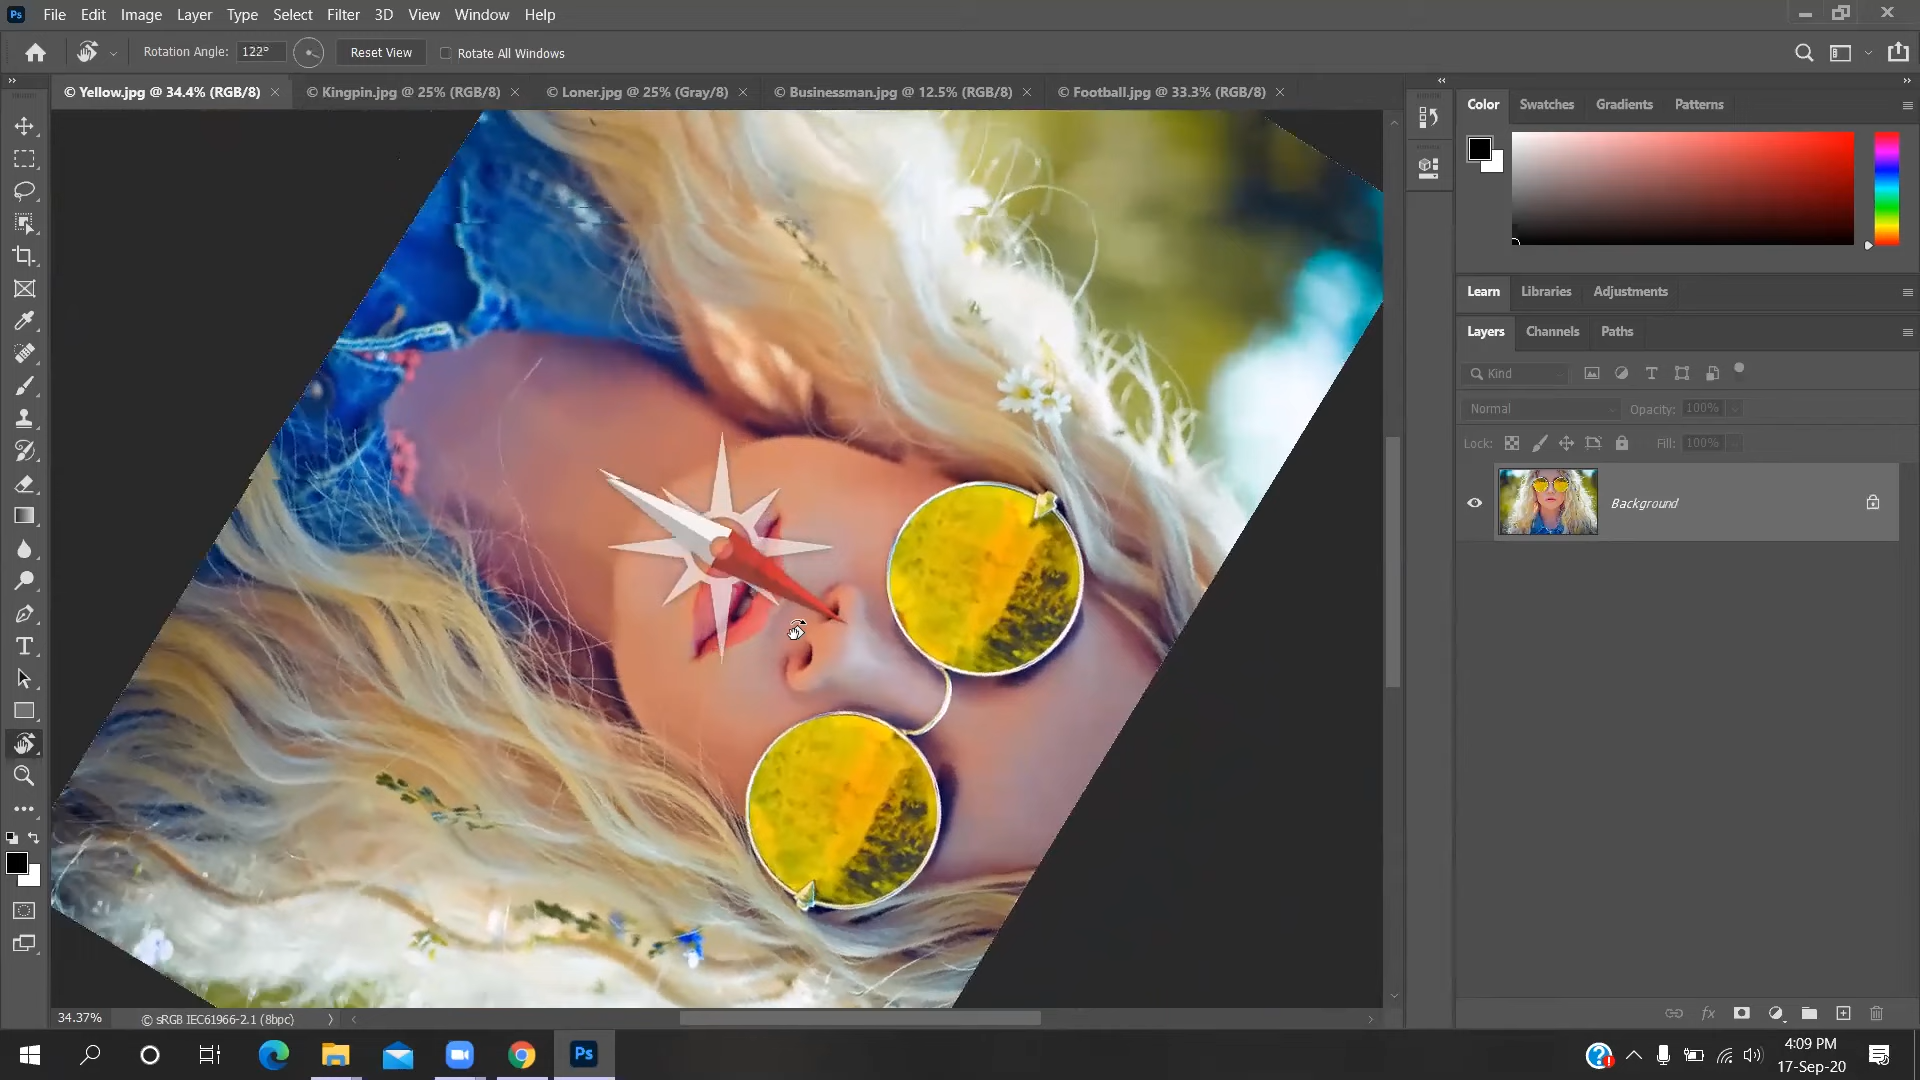 Ps File Edit Image Layer Type Select Filter 3D View Window Help
Rotation Angle: 122° Reset View Rotate All Windows
© Yellow.jpg @ 34.4% (RGB/8) © Kingpin.jpg @ 25% (RGB/8) © Loner.jpg @ 25% (Gray/8) © Businessman.jpg @ 12.5% (RGB/8) © Football.jpg @ 33.3% (RGB/8)
Color Swatches Gradients Patterns
Learn Libraries Adjustments
Layers Channels Paths
Kind
Normal Opacity: 100%
Lock: Fill: 100%
Background
34.37% © sRGB IEC61966-2.1 (8bpc)
Ps
4:09 PM
17-Sep-20